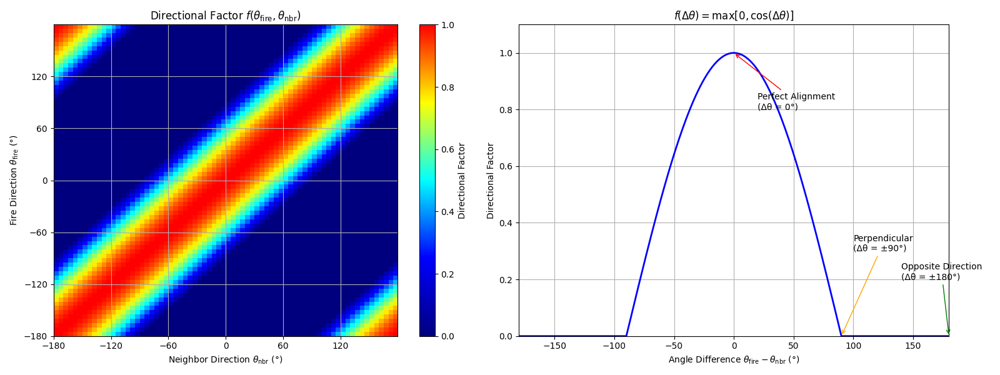 Directional Factor f(θfire, θnbr)
Fire Direction θfire (°)
120
60
0
−60
−120
−180
−180
−120
−60
0
60
120
Neighbor Direction θnbr (°)
1.0
0.8
0.6
0.4
0.2
0.0
Directional Factor
f(Δθ) = max[0, cos(Δθ)]
Directional Factor
1.0
0.8
0.6
0.4
0.2
0.0
Perfect Alignment
(Δθ = 0°)
Perpendicular
(Δθ = ±90°)
Opposite Direction
(Δθ = ±180°)
−150
−100
−50
0
50
100
150
Angle Difference θfire − θnbr (°)